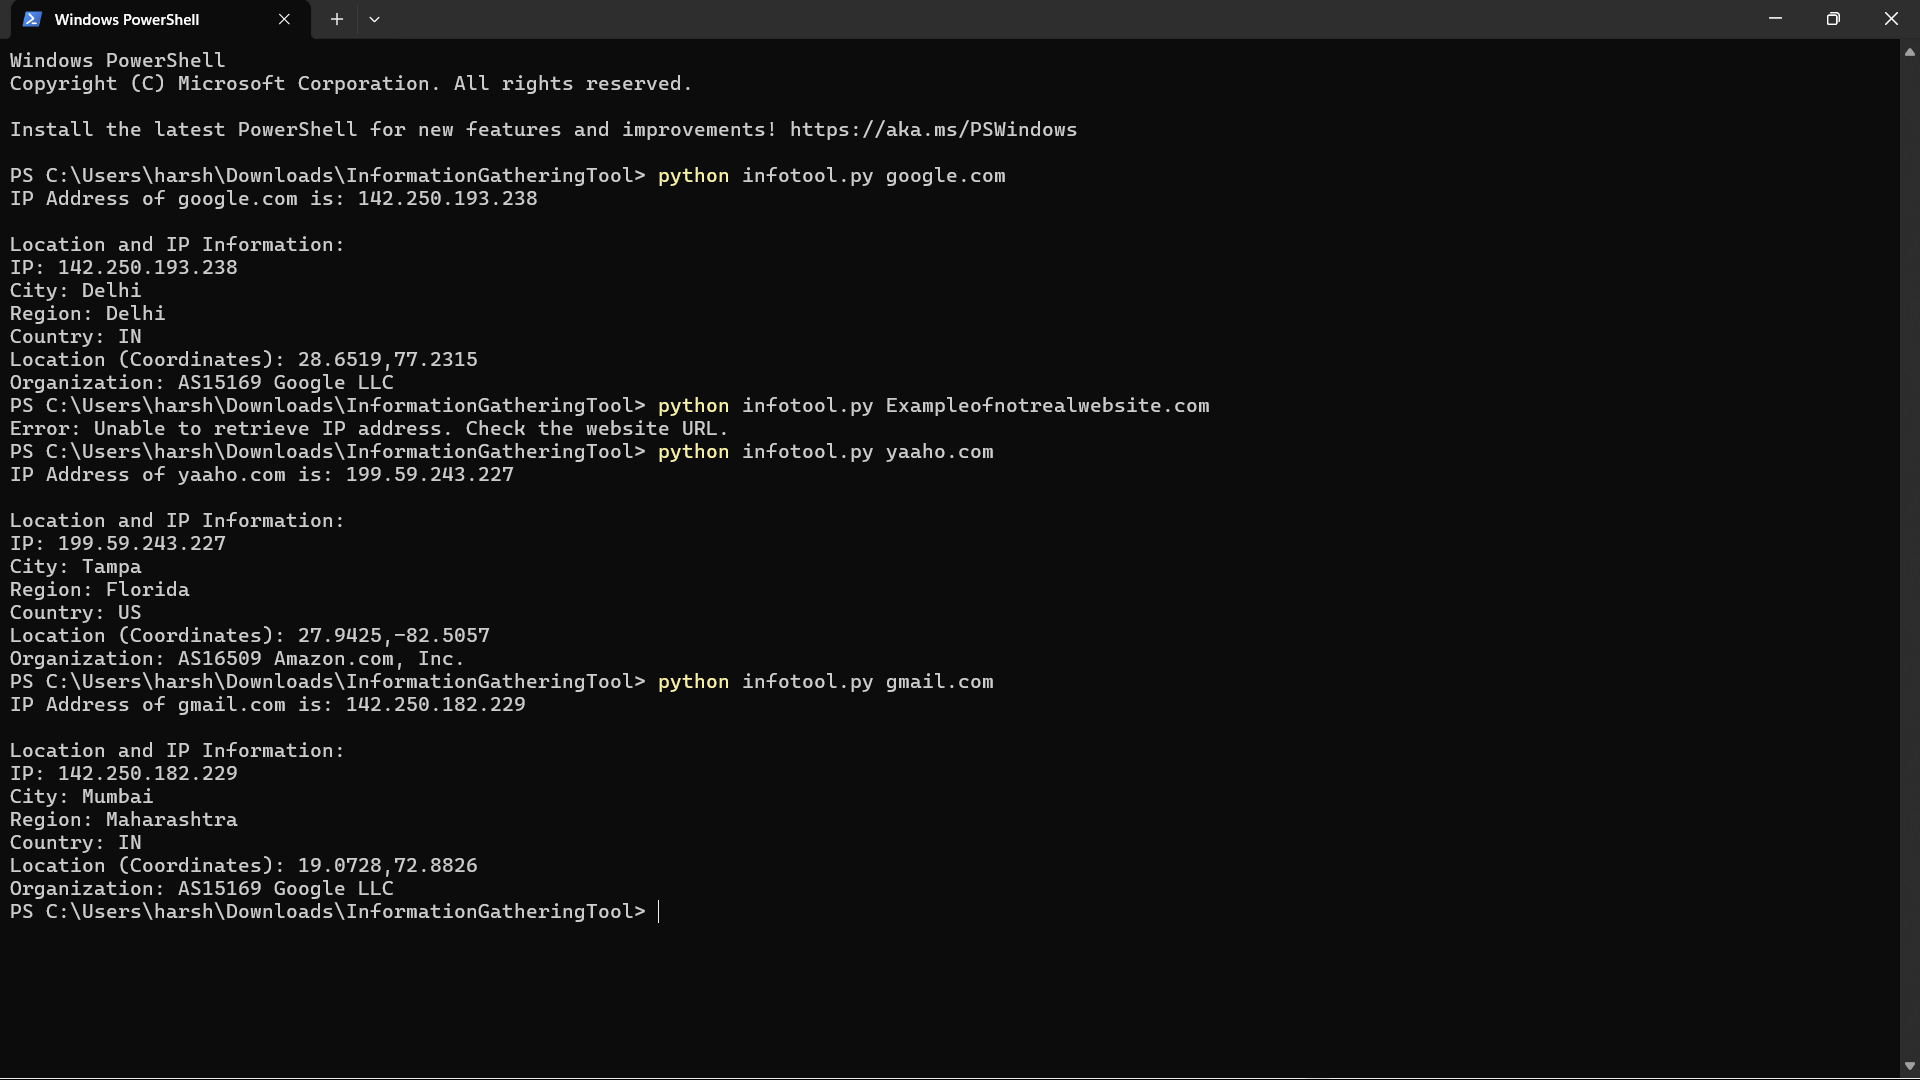 Windows PowerShell
Windows PowerShell
Copyright (C) Microsoft Corporation. All rights reserved.
Install the latest PowerShell for new features and improvements! https://aka.ms/PSWindows
PS C:\Users\harsh\Downloads\InformationGatheringTool> python infotool.py google.com
IP Address of google.com is: 142.250.193.238
Location and IP Information:
IP: 142.250.193.238
City: Delhi
Region: Delhi
Country: IN
Location (Coordinates): 28.6519,77.2315
Organization: AS15169 Google LLC
PS C:\Users\harsh\Downloads\InformationGatheringTool> python infotool.py Exampleofnotrealwebsite.com
Error: Unable to retrieve IP address. Check the website URL.
PS C:\Users\harsh\Downloads\InformationGatheringTool> python infotool.py yaaho.com
IP Address of yaaho.com is: 199.59.243.227
Location and IP Information:
IP: 199.59.243.227
City: Tampa
Region: Florida
Country: US
Location (Coordinates): 27.9425,-82.5057
Organization: AS16509 Amazon.com, Inc.
PS C:\Users\harsh\Downloads\InformationGatheringTool> python infotool.py gmail.com
IP Address of gmail.com is: 142.250.182.229
Location and IP Information:
IP: 142.250.182.229
City: Mumbai
Region: Maharashtra
Country: IN
Location (Coordinates): 19.0728,72.8826
Organization: AS15169 Google LLC
PS C:\Users\harsh\Downloads\InformationGatheringTool>